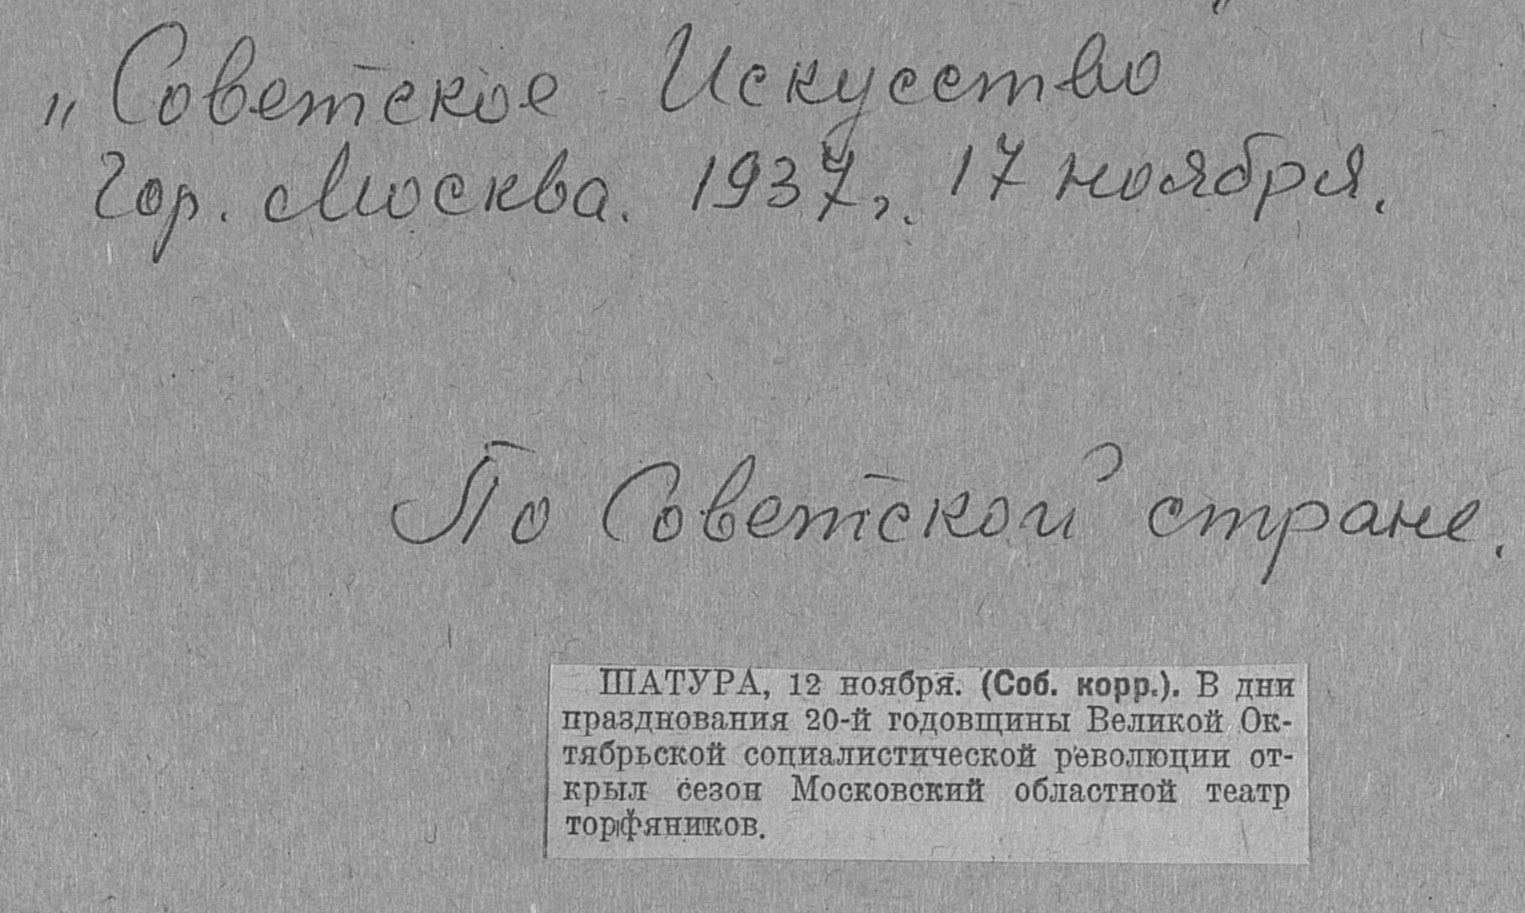 „Советское Искусство"
Гор. Москва. 1937,. 17 ноября.
По Советской стране.
ШАТУРА, 12 ноября. (Соб. корр.). В дни
празднования 20-й годовщины Великой Ок-
тябрьской социалистической революции от-
крыл сезон Московский областной театр
торфяников.